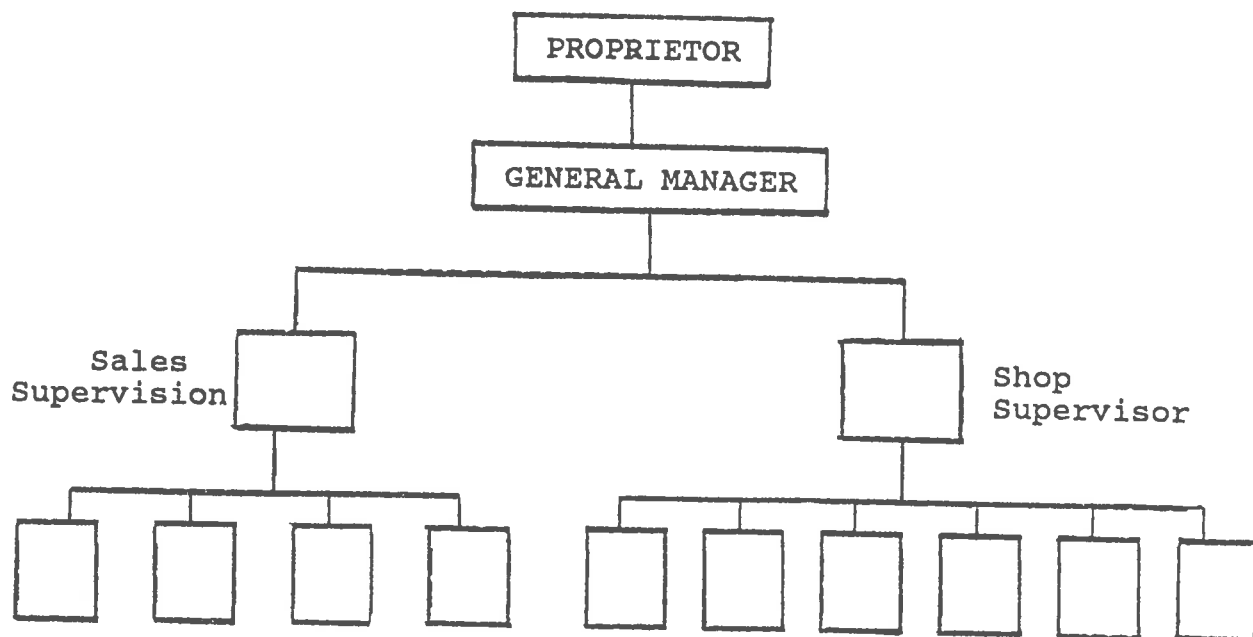 PROPRIETOR
GENERAL MANAGER
Sales
Supervision
Shop
Supervisor